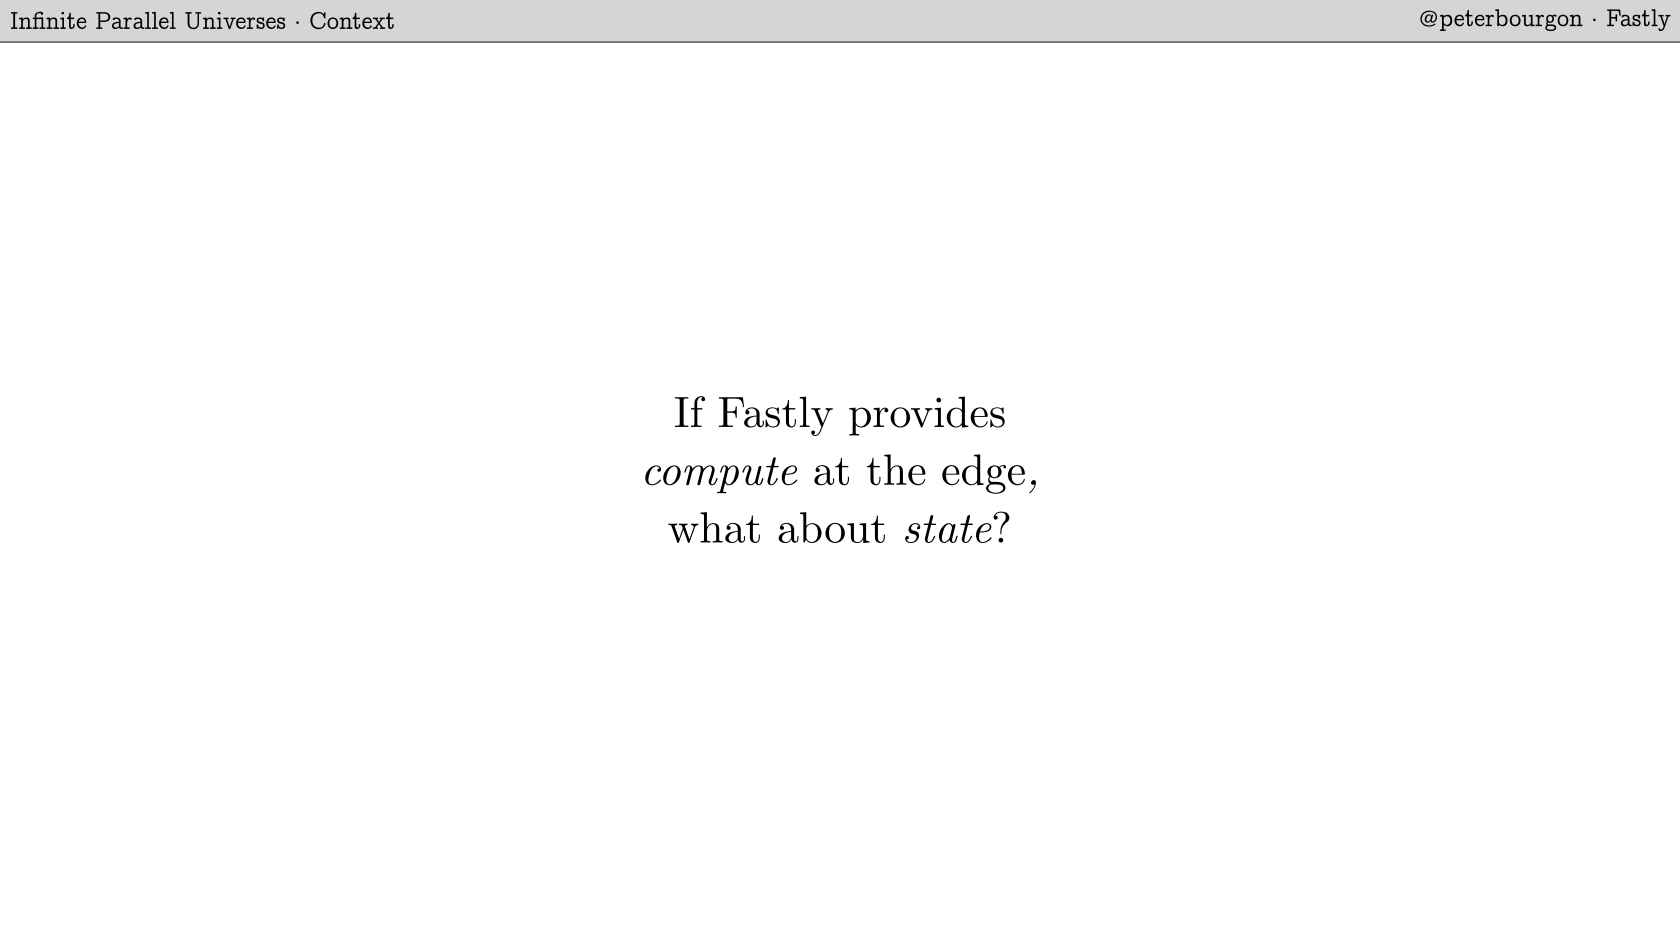 Infinite Parallel Universes · Context
@peterbourgon · Fastly
If Fastly provides
compute at the edge,
what about state?